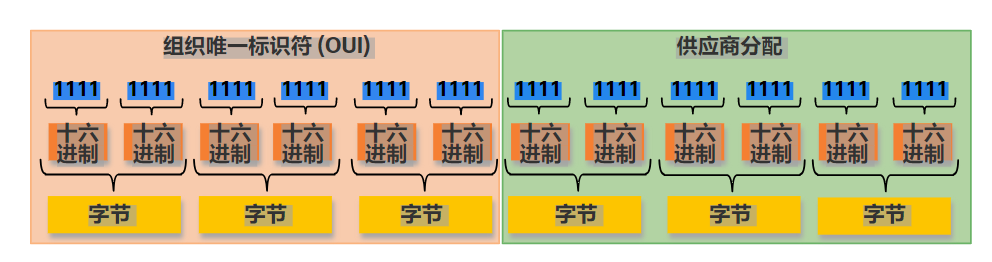 组织唯一标识符 (OUI)
供应商分配
1111 1111 1111 1111 1111 1111 1111 1111 1111 1111 1111 1111
十六 十六 十六 十六 十六 十六 十六 十六 十六 十六 十六 十六
进制 进制 进制 进制 进制 进制 进制 进制 进制 进制 进制 进制
字节 字节 字节 字节 字节 字节